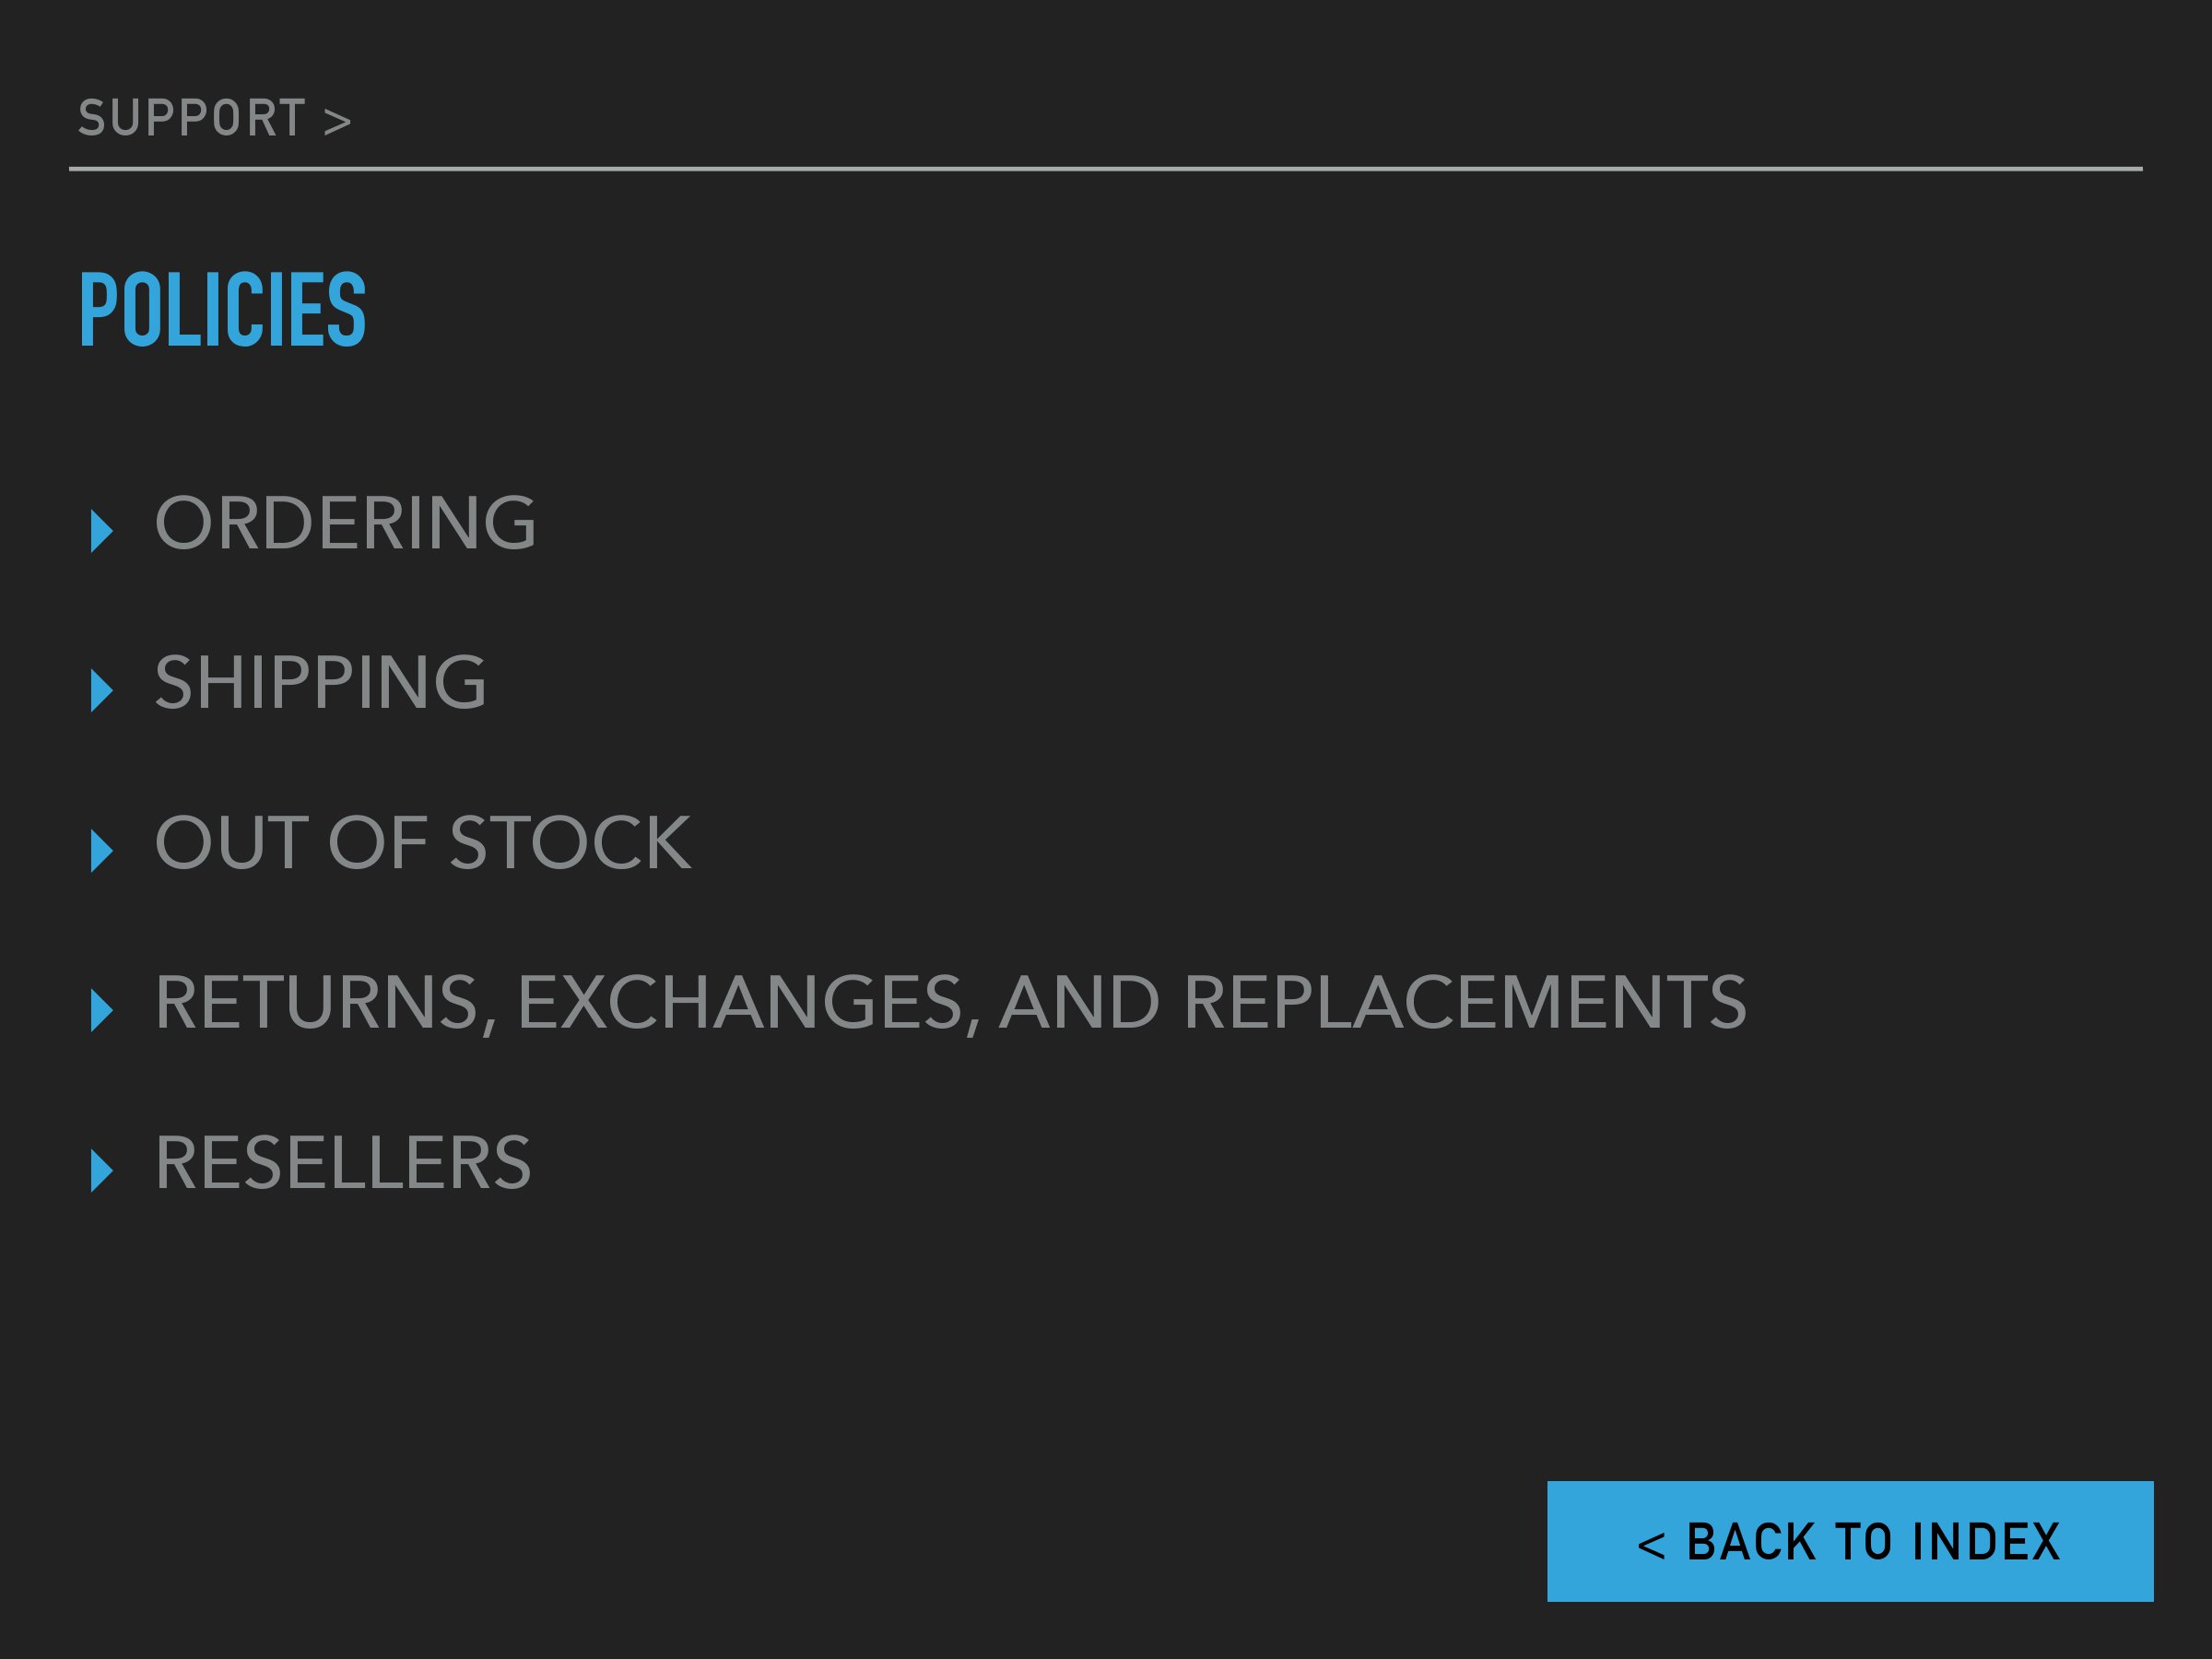 SUPPORT >
POLICIES
ORDERING
SHIPPING
OUT OF STOCK
RETURNS, EXCHANGES, AND REPLACEMENTS
RESELLERS
< BACK TO INDEX